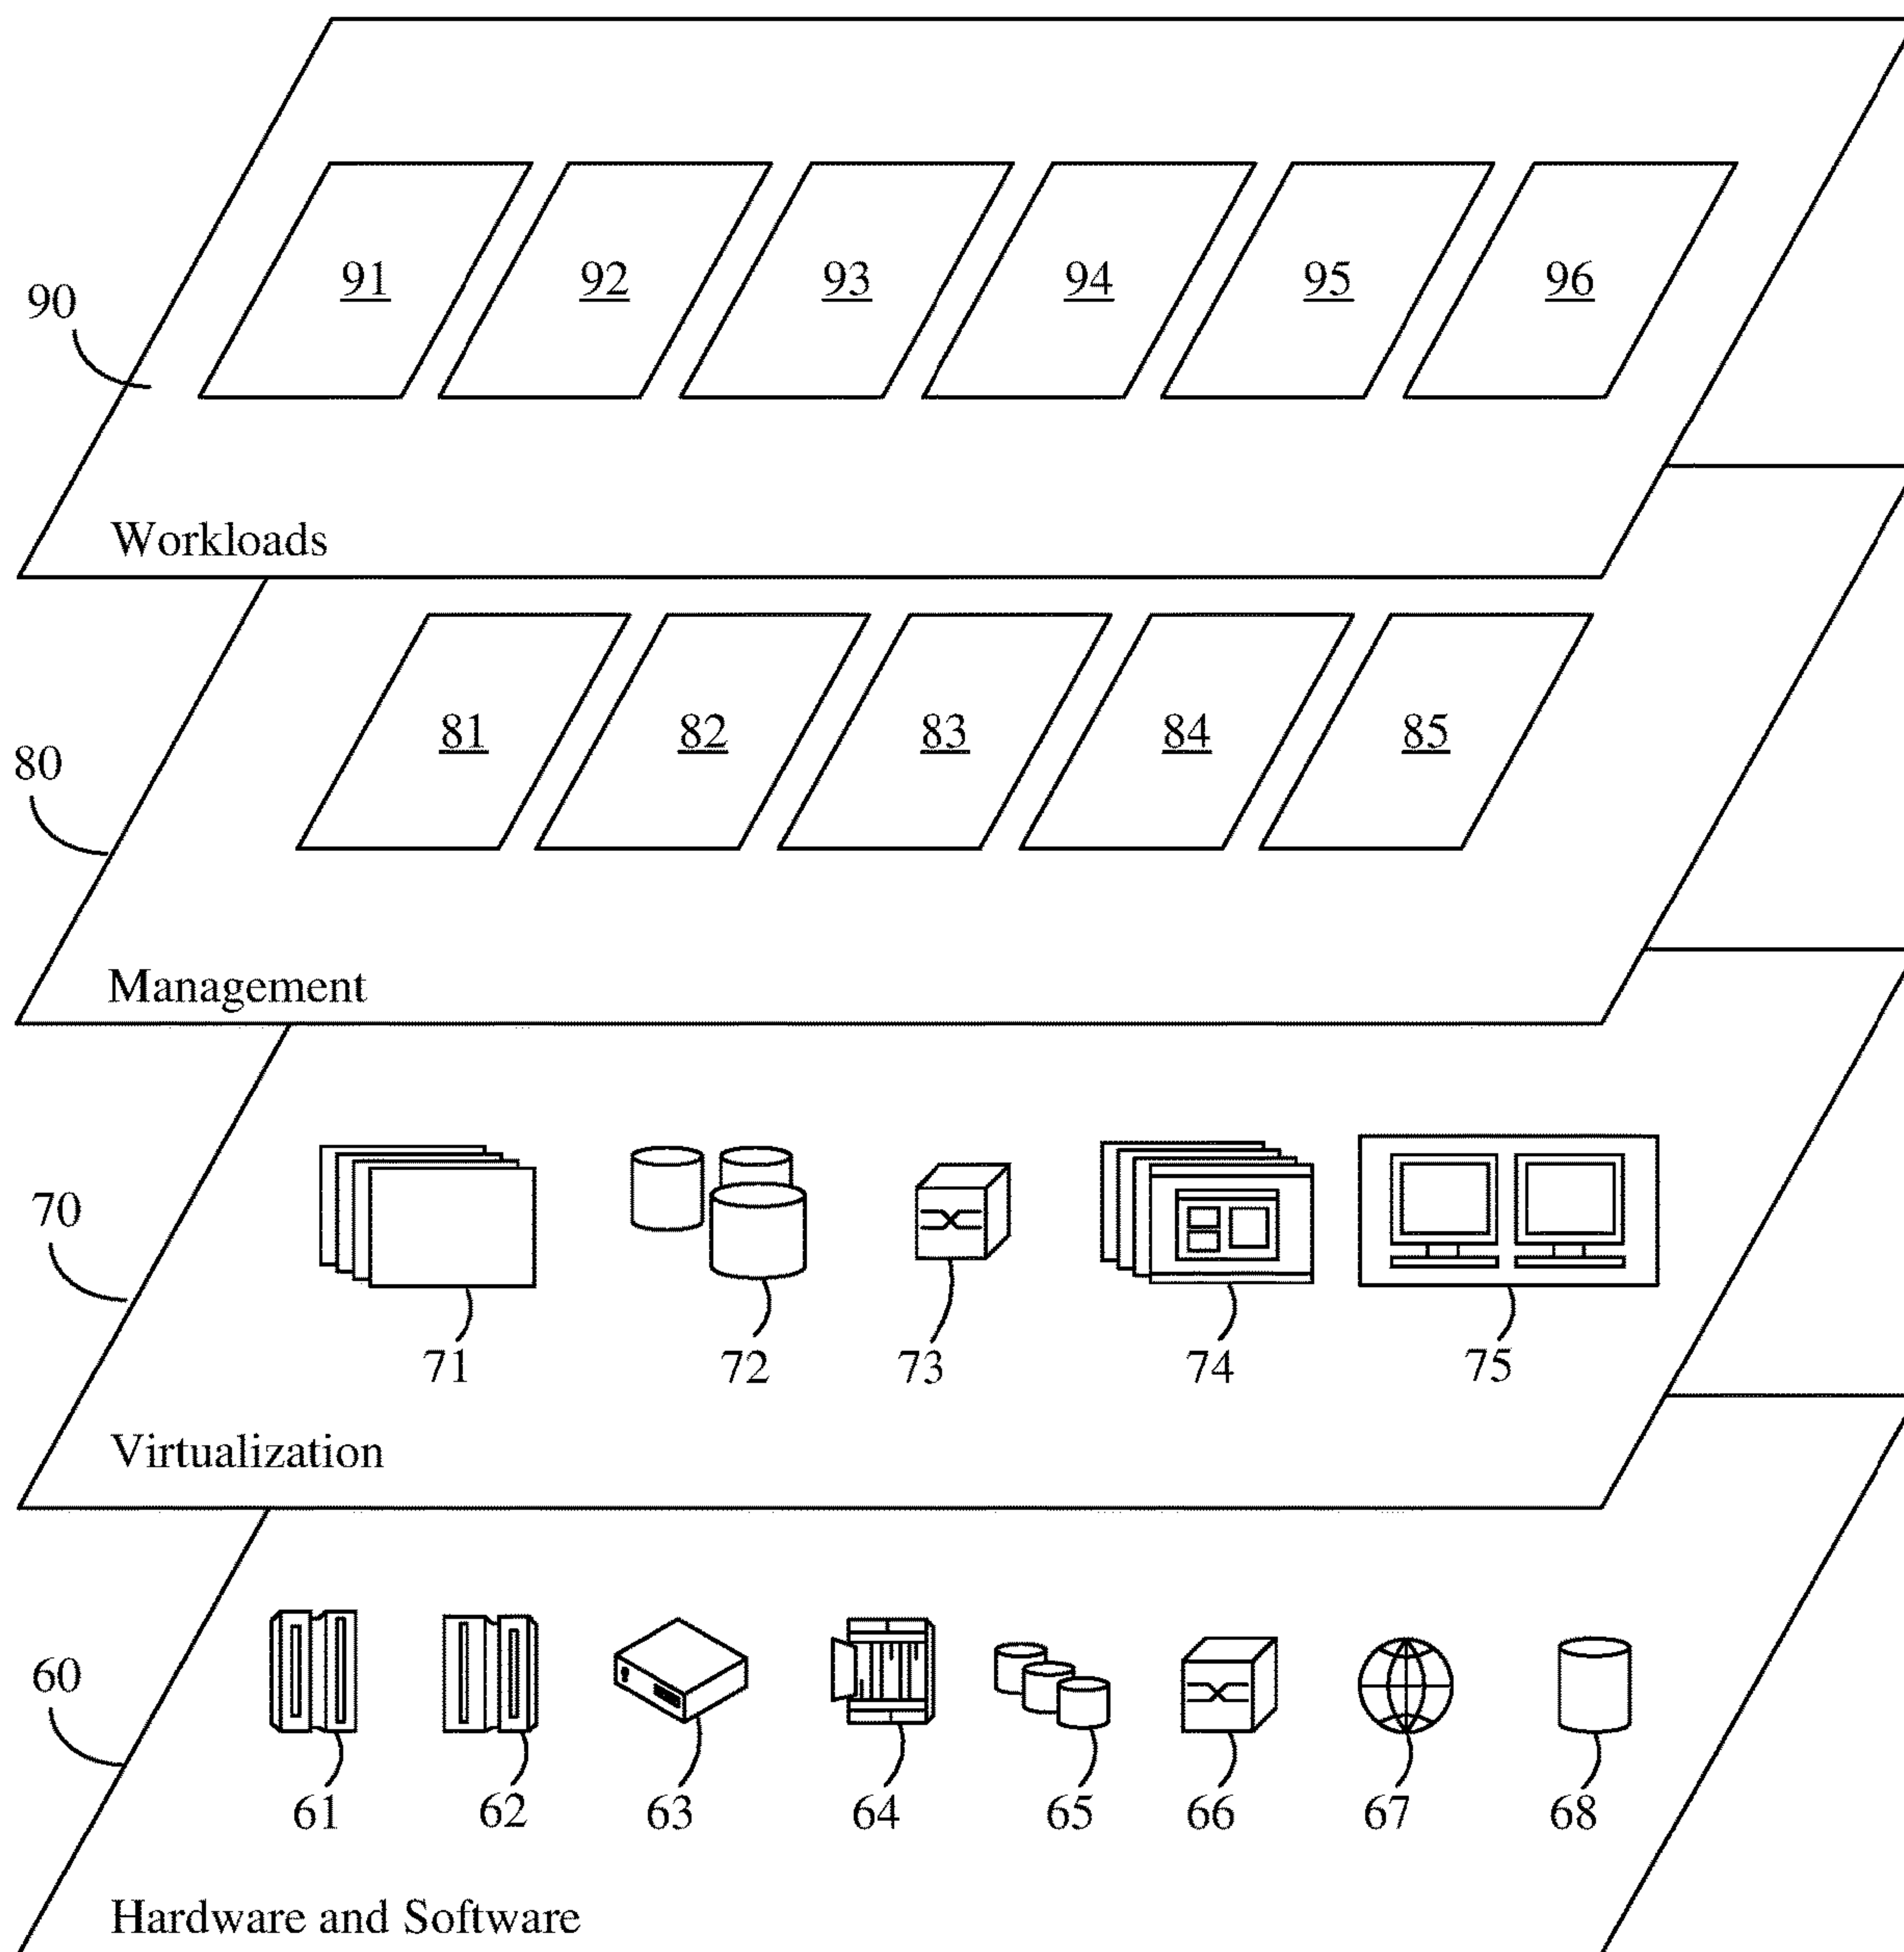 91 92 93 94 95 96
90
Workloads
81 82 83 84 85
80
Management
70
71 72 73 74 75
Virtualization
60
61 62 63 64 65 66 67 68
Hardware and Software